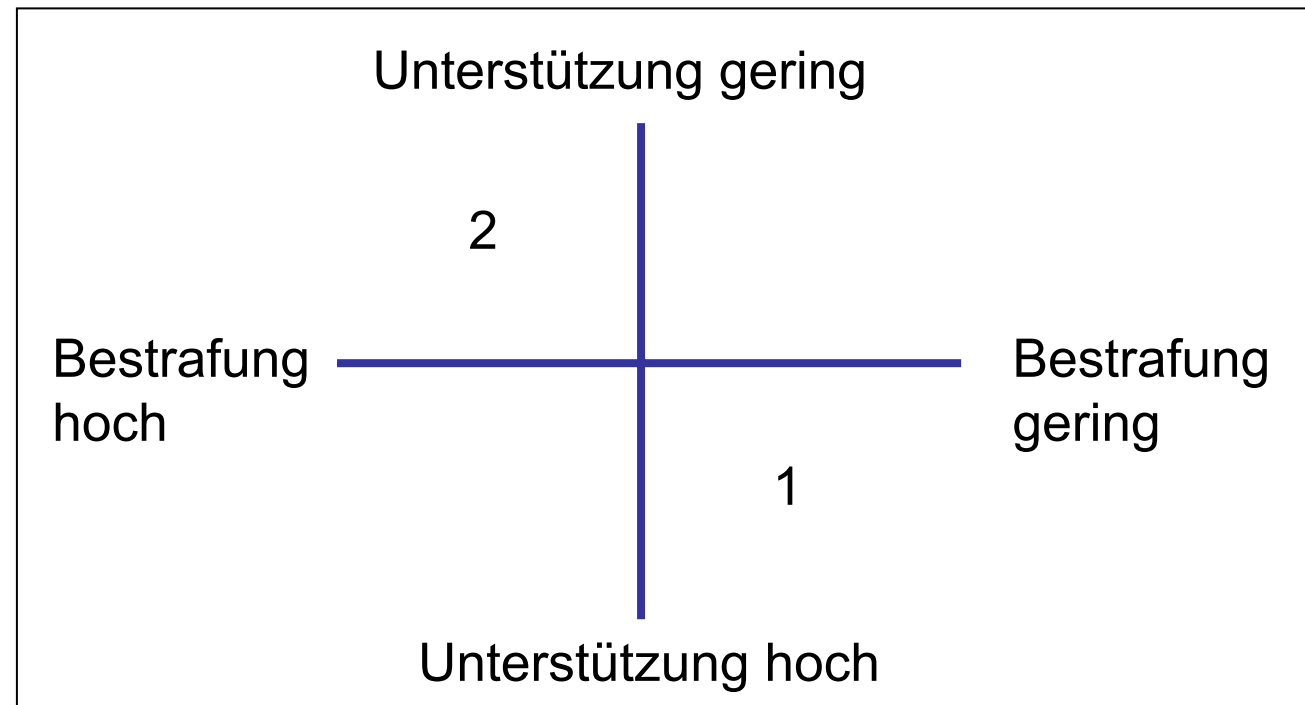 Unterstützung gering
2
Bestrafung
hoch
Bestrafung
gering
1
Unterstützung hoch